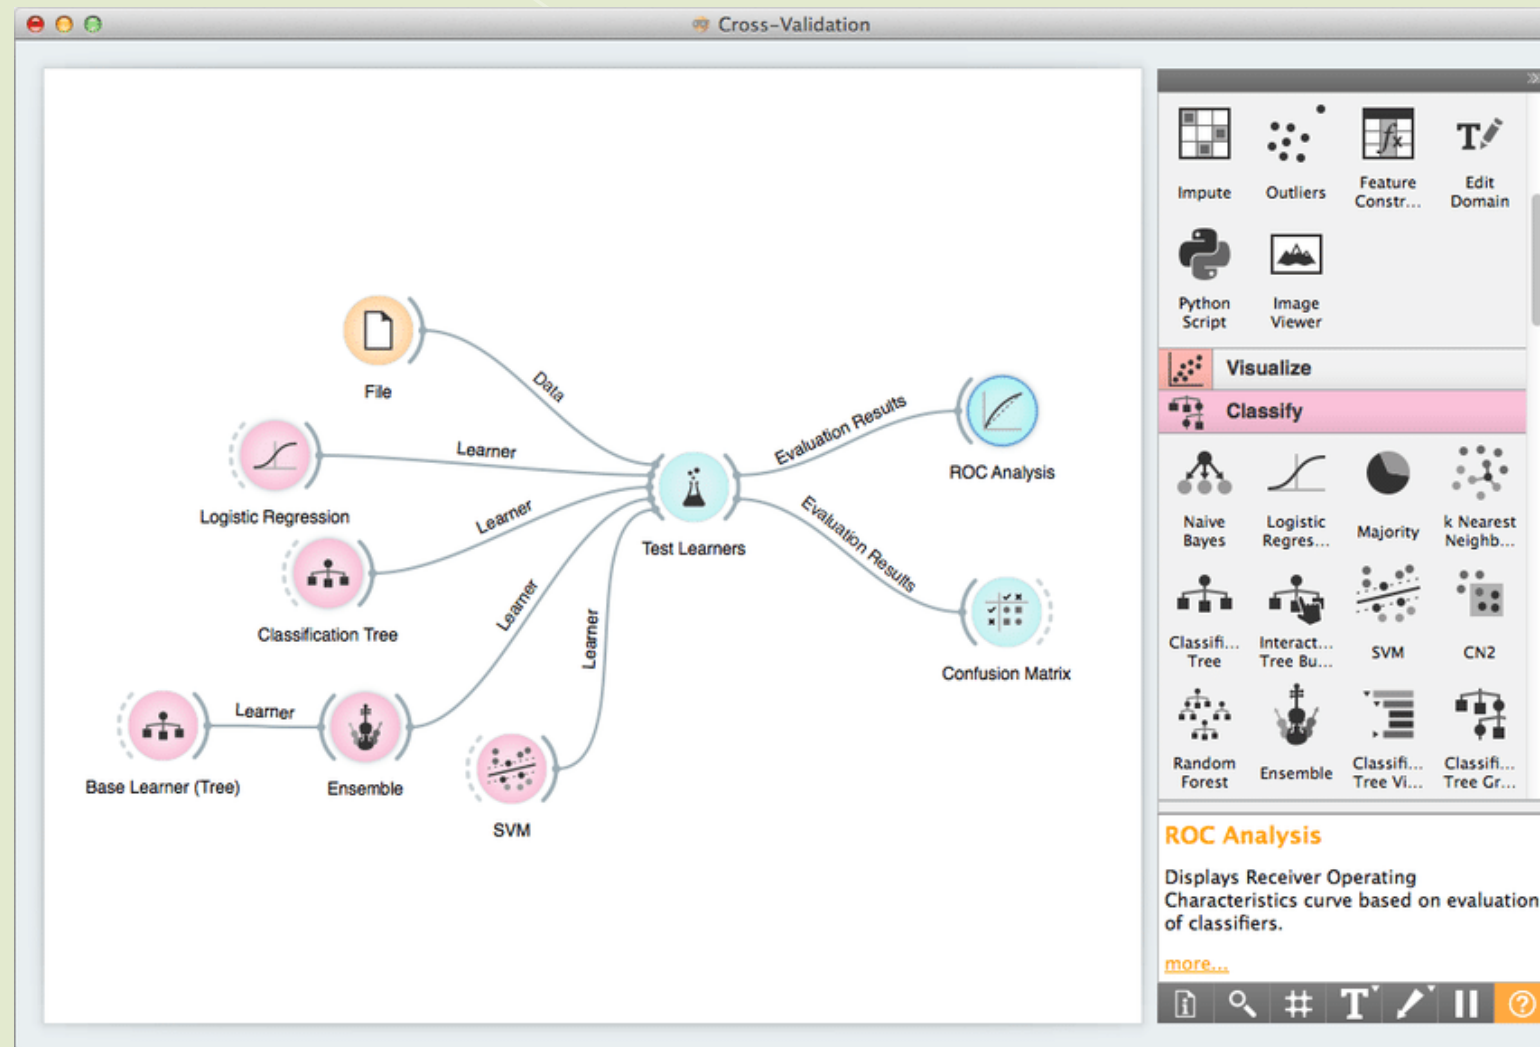 Cross-Validation
File
Data
Logistic Regression
Learner
Classification Tree
Learner
Base Learner (Tree)
Learner
Ensemble
Learner
SVM
Learner
Test Learners
Evaluation Results
ROC Analysis
Evaluation Results
Confusion Matrix
Impute
Outliers
Feature
Constr...
Edit
Domain
Python
Script
Image
Viewer
Visualize
Classify
Naive
Bayes
Logistic
Regres...
Majority
k Nearest
Neighb...
Classifi...
Tree
Interact...
Tree Bu...
SVM
CN2
Random
Forest
Ensemble
Classifi...
Tree Vi...
Classifi...
Tree Gr...
ROC Analysis
Displays Receiver Operating
Characteristics curve based on evaluation
of classifiers.
more...